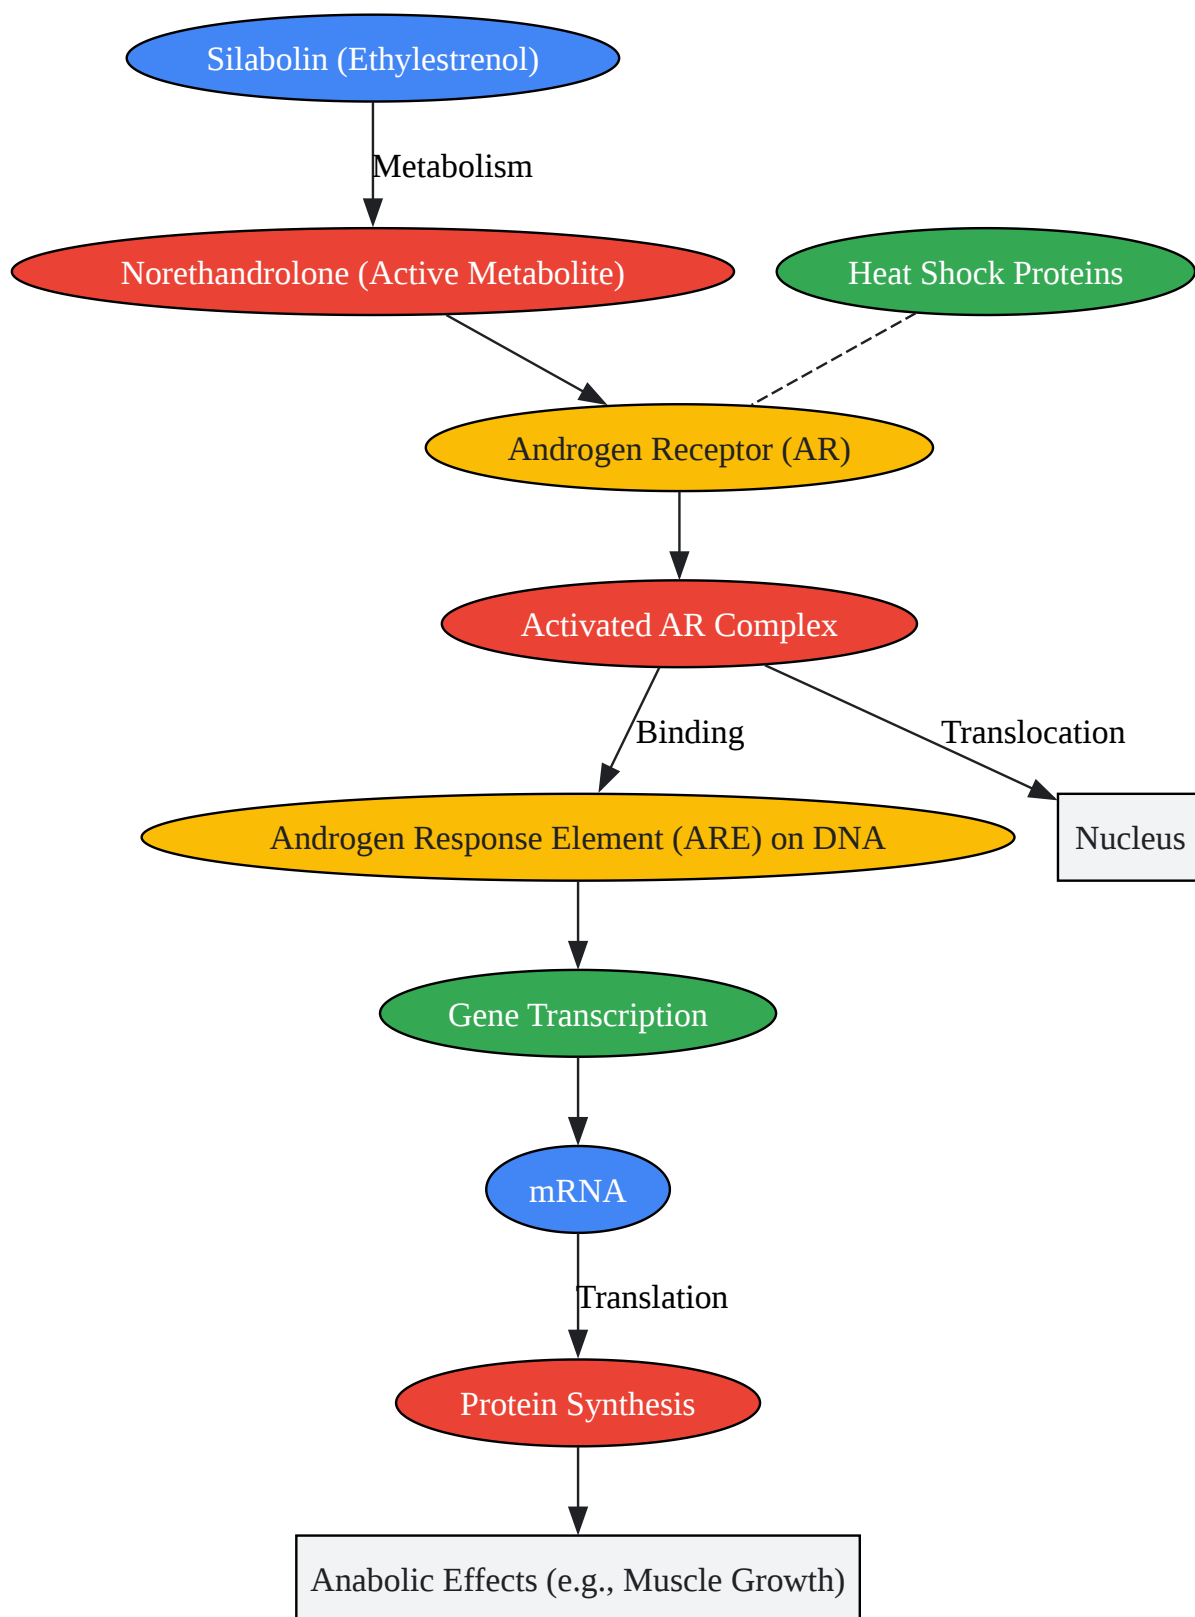 Silabolin (Ethylestrenol)
Metabolism
Norethandrolone (Active Metabolite)
Heat Shock Proteins
Androgen Receptor (AR)
Activated AR Complex
Binding
Translocation
Androgen Response Element (ARE) on DNA
Nucleus
Gene Transcription
mRNA
Translation
Protein Synthesis
Anabolic Effects (e.g., Muscle Growth)